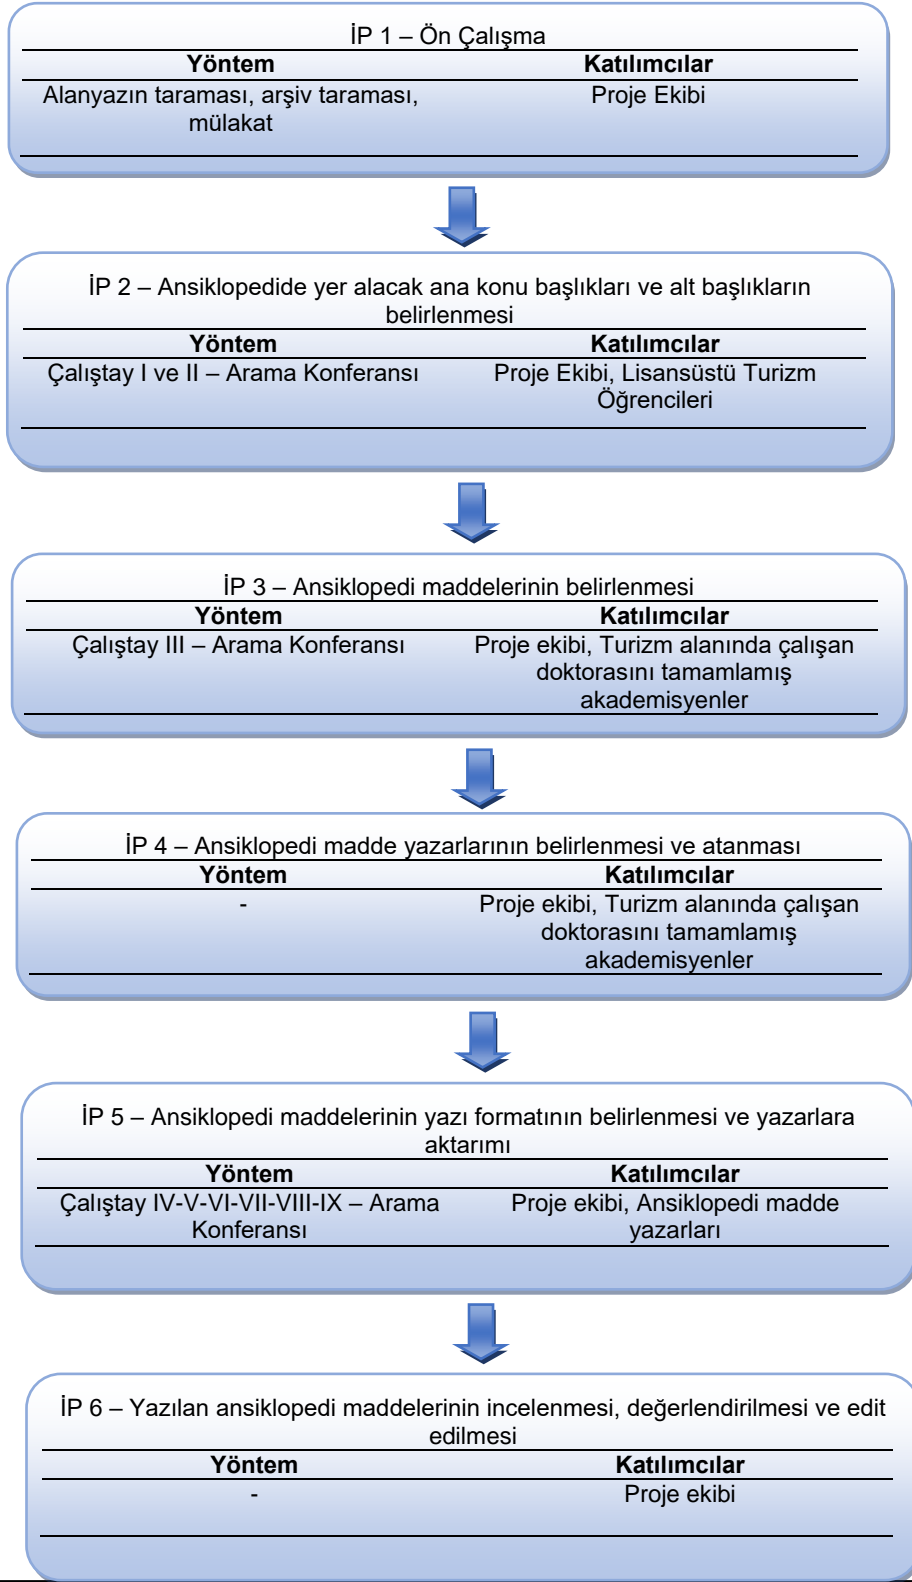 İP 1 – Ön Çalışma
Yöntem Katılımcılar
Alanyazın taraması, arşiv taraması, Proje Ekibi
mülakat
İP 2 – Ansiklopedide yer alacak ana konu başlıkları ve alt başlıkların
belirlenmesi
Yöntem Katılımcılar
Çalıştay I ve II – Arama Konferansı Proje Ekibi, Lisansüstü Turizm
Öğrencileri
İP 3 – Ansiklopedi maddelerinin belirlenmesi
Yöntem Katılımcılar
Çalıştay III – Arama Konferansı Proje ekibi, Turizm alanında çalışan
doktorasını tamamlamış
akademisyenler
İP 4 – Ansiklopedi madde yazarlarının belirlenmesi ve atanması
Yöntem Katılımcılar
- Proje ekibi, Turizm alanında çalışan
doktorasını tamamlamış
akademisyenler
İP 5 – Ansiklopedi maddelerinin yazı formatının belirlenmesi ve yazarlara
aktarımı
Yöntem Katılımcılar
Çalıştay IV-V-VI-VII-VIII-IX – Arama Proje ekibi, Ansiklopedi madde
Konferansı yazarları
İP 6 – Yazılan ansiklopedi maddelerinin incelenmesi, değerlendirilmesi ve edit
edilmesi
Yöntem Katılımcılar
- Proje ekibi